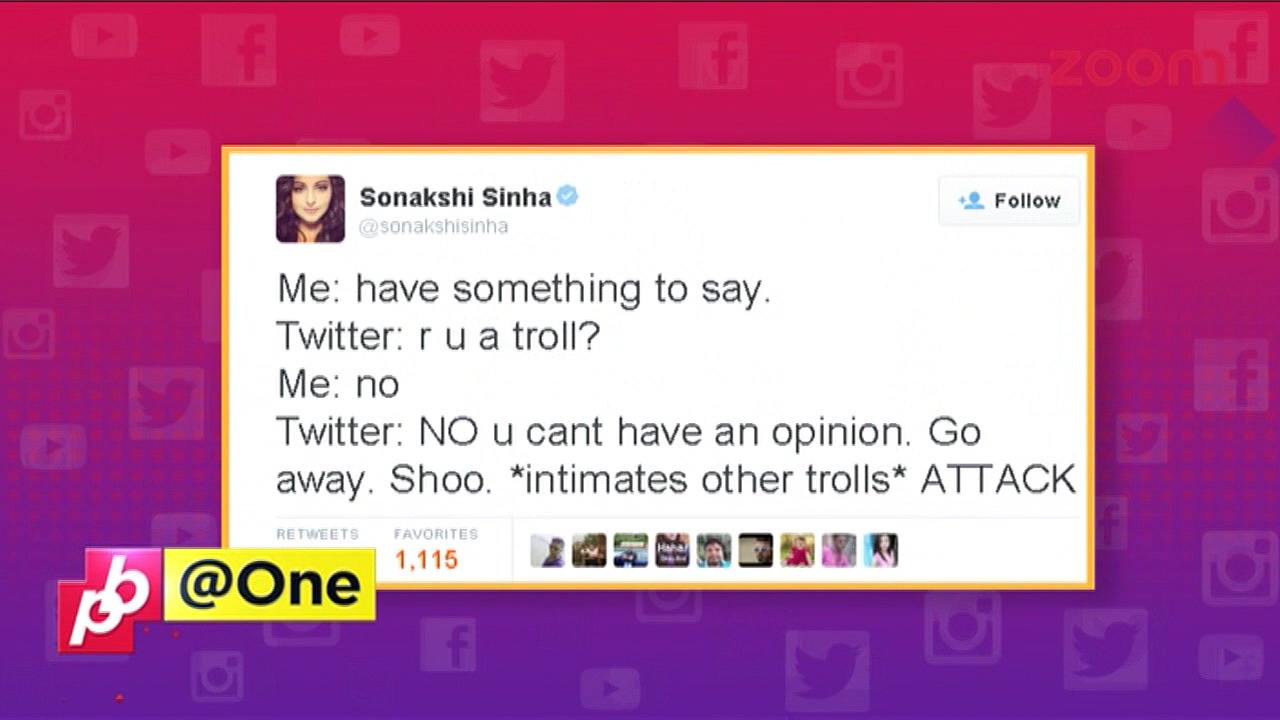 zoom
Sonakshi Sinha
@sonakshisinha
Follow
Me: have something to say.
Twitter: r u a troll?
Me: no
Twitter: NO u cant have an opinion. Go
away. Shoo. *intimates other trolls* ATTACK
RETWEETS FAVORITES
1,115
pb @One